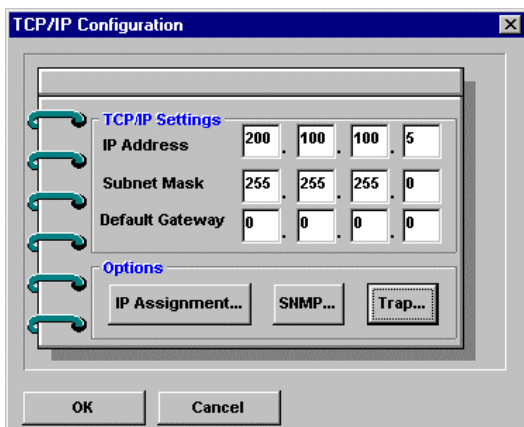 TCP/IP Configuration
TCP/IP Settings
IP Address 200 . 100 . 100 . 5
Subnet Mask 255 . 255 . 255 . 0
Default Gateway 0 . 0 . 0 . 0
Options
IP Assignment... SNMP... Trap...
OK Cancel